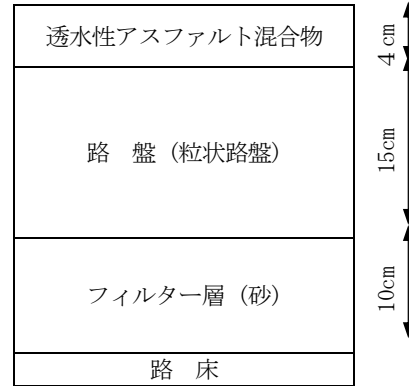 透水性アスファルト混合物
4cm
路　盤（粒状路盤）
15cm
フィルター層（砂）
10cm
路　床